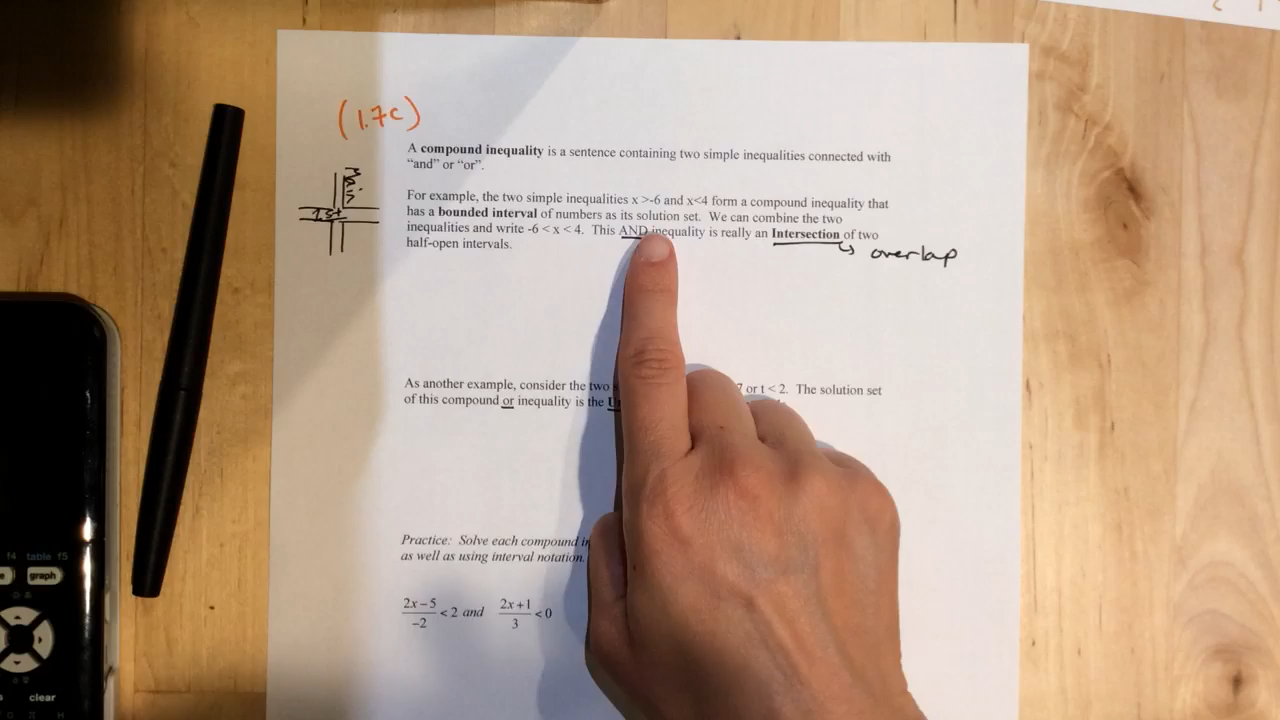 (1.7c)
A compound inequality is a sentence containing two simple inequalities connected with
"and" or "or".
Main
1st
For example, the two simple inequalities x >-6 and x<4 form a compound inequality that
has a bounded interval of numbers as its solution set. We can combine the two
inequalities and write -6 < x < 4. This AND inequality is really an Intersection of two
half-open intervals.
overlap
As another example, consider the two or t < 2. The solution set
of this compound or inequality is the
Practice: Solve each compound
as well as using interval notation.
2x-5/-2 < 2 and 2x+1/3 < 0
f4 table f5
graph
clear